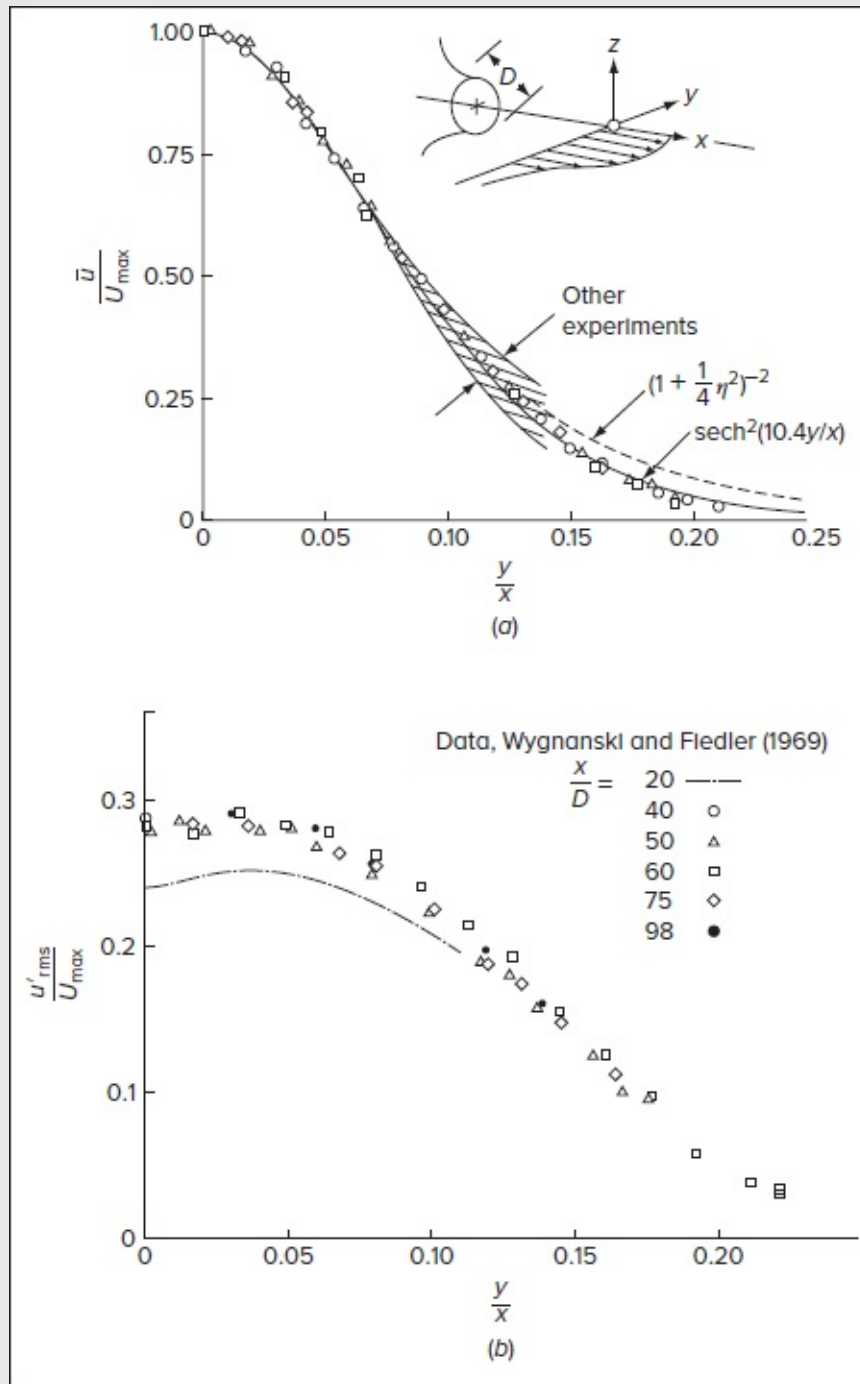 1.00
0.75
0.50
0.25
0
ū
U_max
D
z
y
x
Other
experiments
(1 + 1/4 η²)⁻²
sech²(10.4y/x)
0 0.05 0.10 0.15 0.20 0.25
y
x
(a)
Data, Wygnanski and Fiedler (1969)
x/D = 20
40
50
60
75
98
0.3
0.2
0.1
0
u'rms
U_max
0 0.05 0.10 0.15 0.20
y
x
(b)